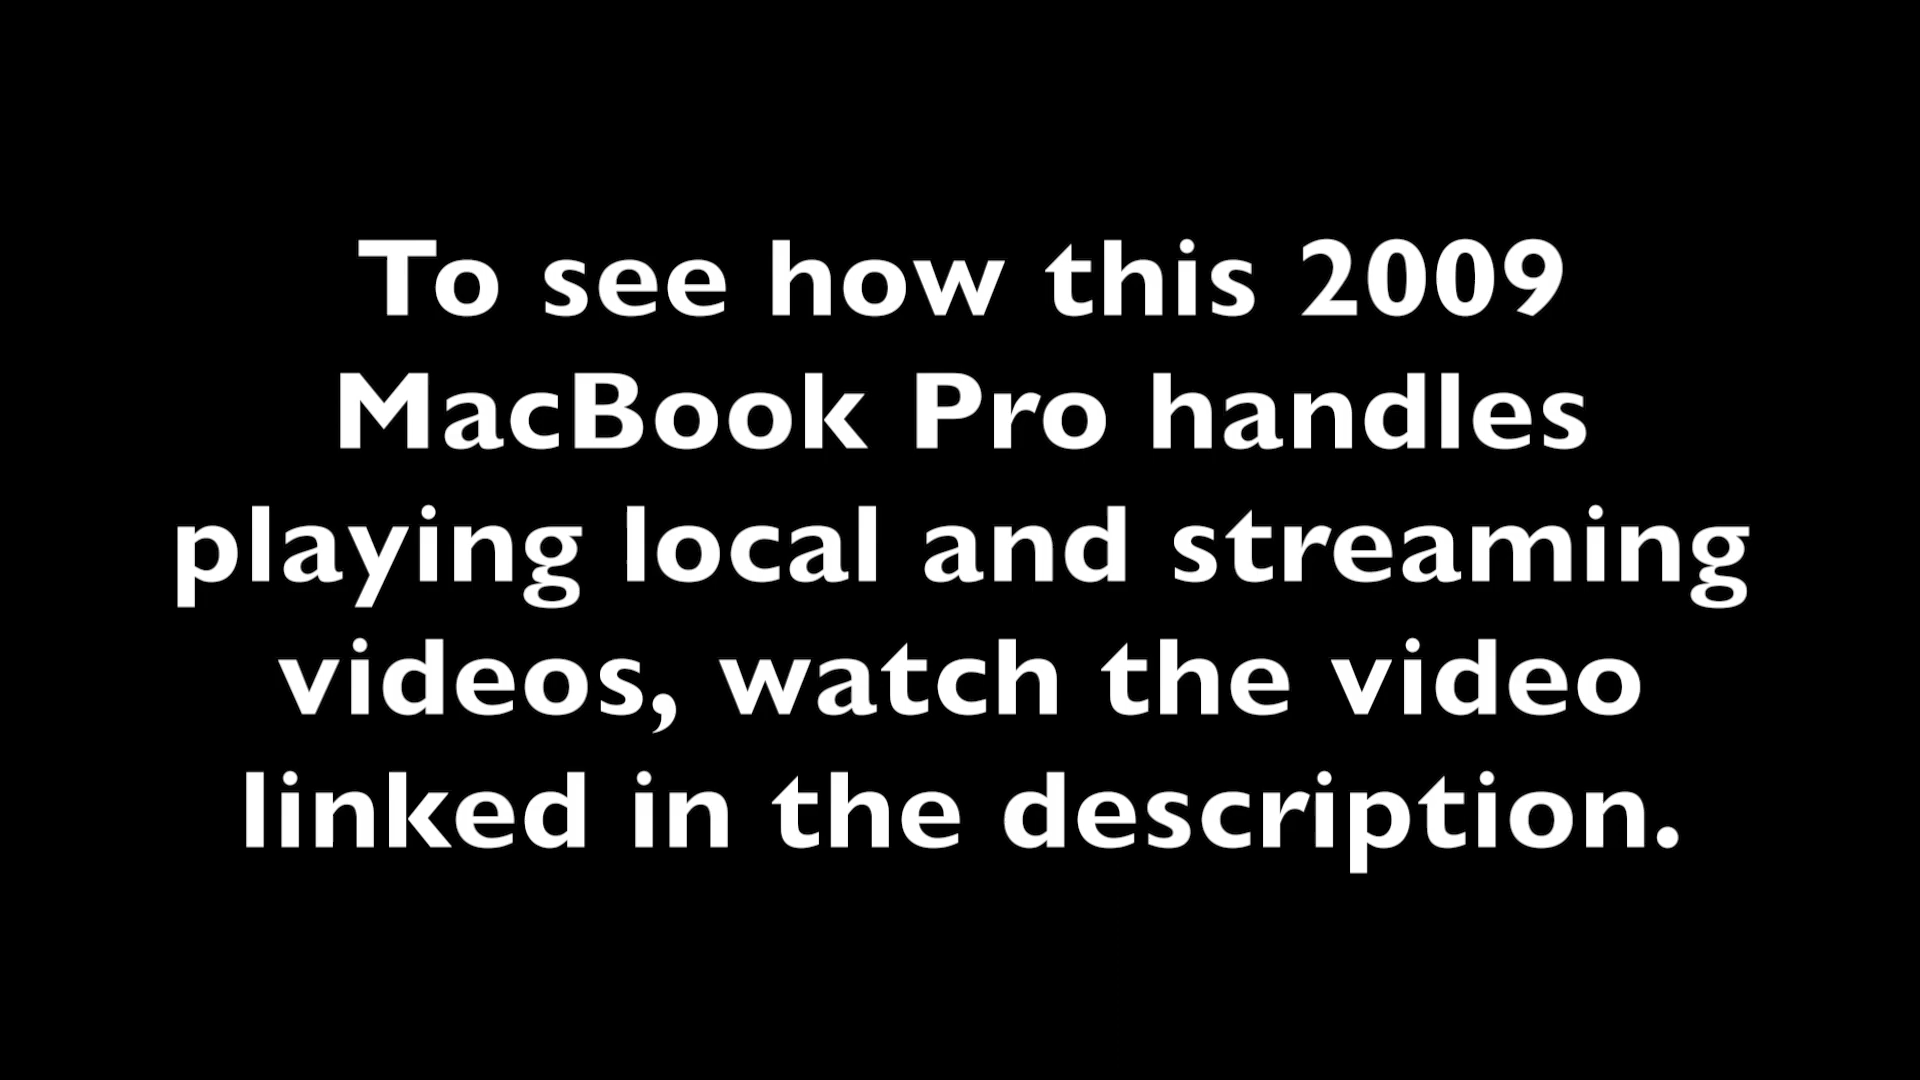 To see how this 2009
MacBook Pro handles
playing local and streaming
videos, watch the video
linked in the description.